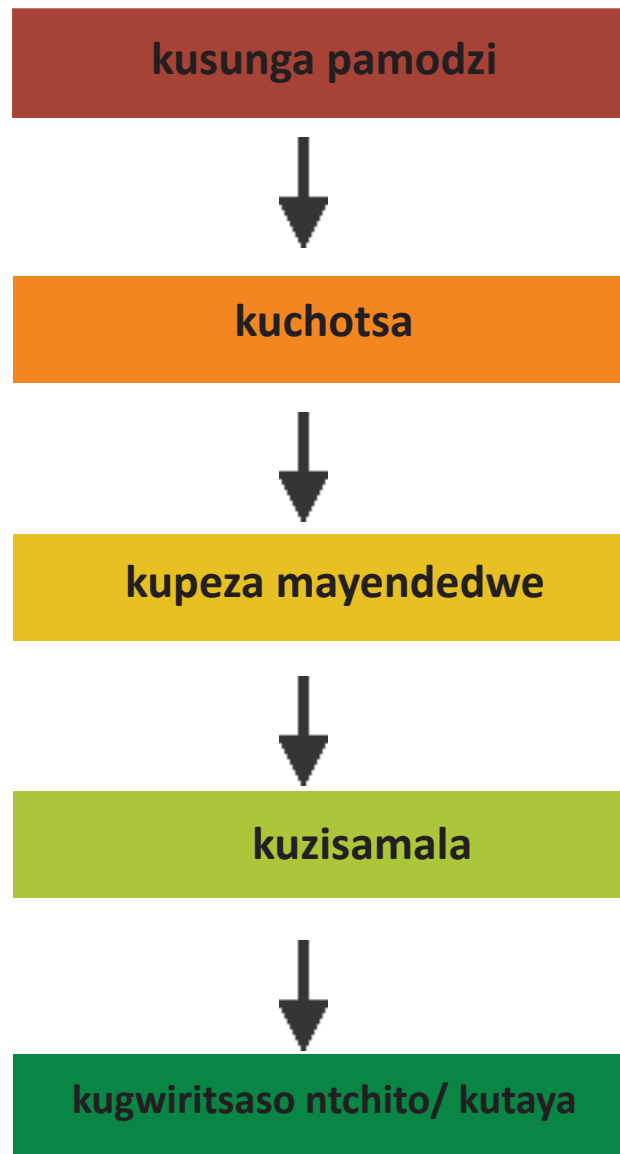 kusunga pamodzi
kuchotsa
kupeza mayendedwe
kuzisamala
kugwiritsaso ntchito/ kutaya